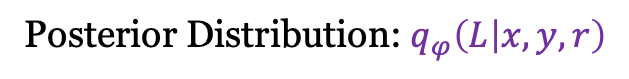 Posterior Distribution: qφ(L|x, y, r)